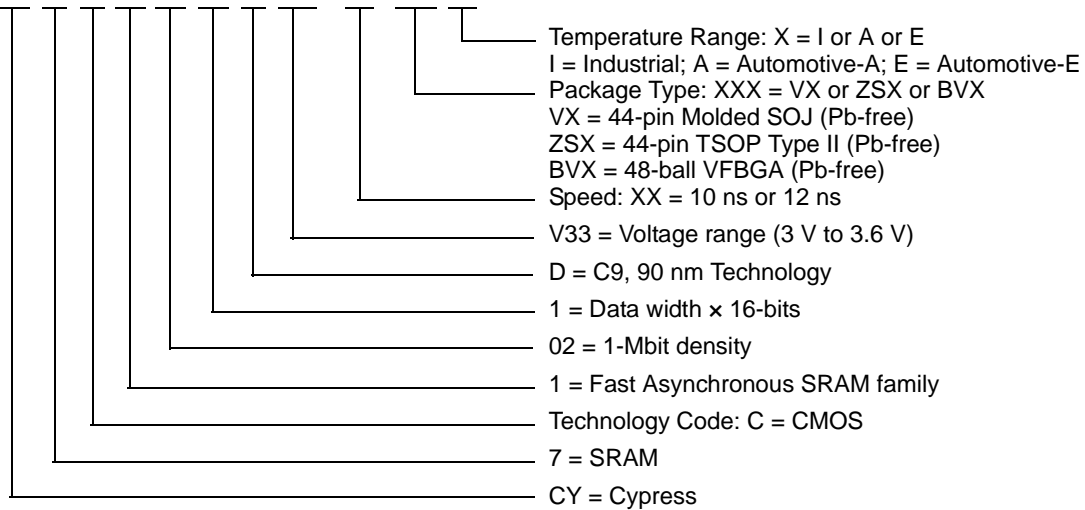 Temperature Range: X = I or A or E
I = Industrial; A = Automotive-A; E = Automotive-E
Package Type: XXX = VX or ZSX or BVX
VX = 44-pin Molded SOJ (Pb-free)
ZSX = 44-pin TSOP Type II (Pb-free)
BVX = 48-ball VFBGA (Pb-free)
Speed: XX = 10 ns or 12 ns
V33 = Voltage range (3 V to 3.6 V)
D = C9, 90 nm Technology
1 = Data width × 16-bits
02 = 1-Mbit density
1 = Fast Asynchronous SRAM family
Technology Code: C = CMOS
7 = SRAM
CY = Cypress